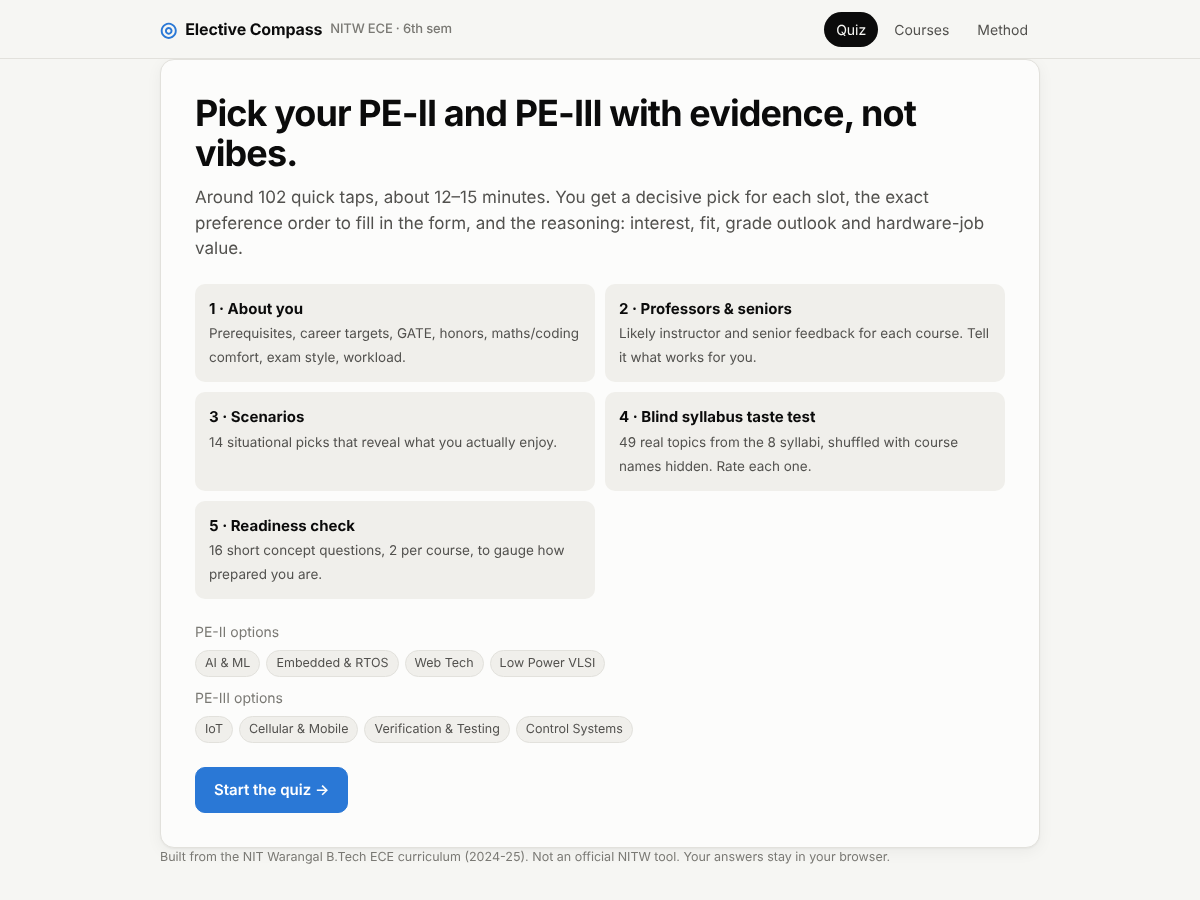 Elective Compass NITW ECE · 6th sem
Quiz Courses Method
Pick your PE-II and PE-III with evidence, not
vibes.
Around 102 quick taps, about 12–15 minutes. You get a decisive pick for each slot, the exact
preference order to fill in the form, and the reasoning: interest, fit, grade outlook and hardware-job
value.
1 · About you
Prerequisites, career targets, GATE, honors, maths/coding
comfort, exam style, workload.
2 · Professors & seniors
Likely instructor and senior feedback for each course. Tell
it what works for you.
3 · Scenarios
14 situational picks that reveal what you actually enjoy.
4 · Blind syllabus taste test
49 real topics from the 8 syllabi, shuffled with course
names hidden. Rate each one.
5 · Readiness check
16 short concept questions, 2 per course, to gauge how
prepared you are.
PE-II options
AI & ML Embedded & RTOS Web Tech Low Power VLSI
PE-III options
IoT Cellular & Mobile Verification & Testing Control Systems
Start the quiz →
Built from the NIT Warangal B.Tech ECE curriculum (2024-25). Not an official NITW tool. Your answers stay in your browser.